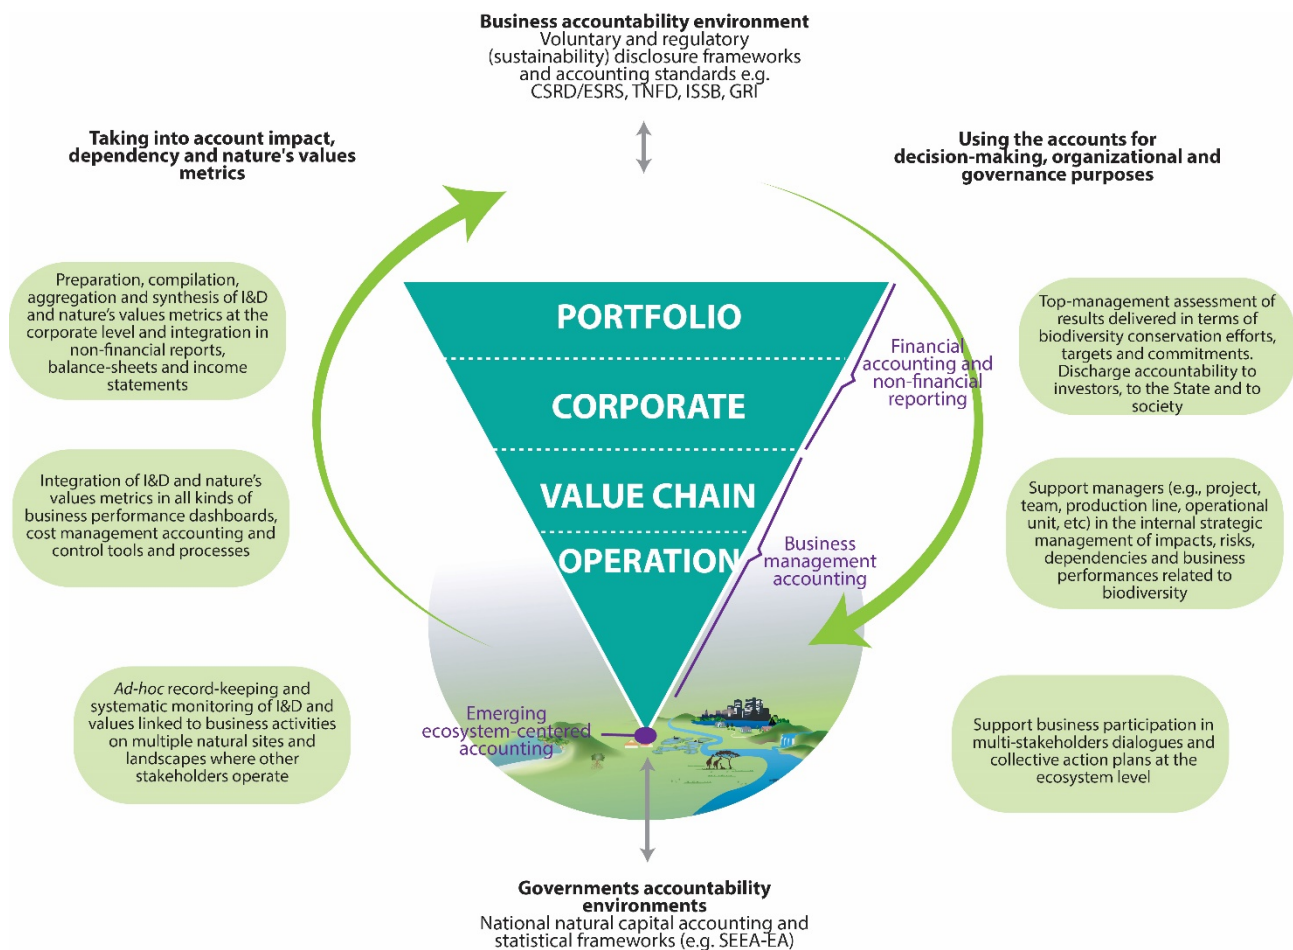 Business accountability environment
Voluntary and regulatory
(sustainability) disclosure frameworks
and accounting standards e.g.
CSRD/ESRS, TNFD, ISSB, GRI
Taking into account impact,
dependency and nature's values
metrics
Using the accounts for
decision-making, organizational and
governance purposes
Preparation, compilation,
aggregation and synthesis of I&D
and nature's values metrics at the
corporate level and integration in
non-financial reports,
balance-sheets and income
statements
Integration of I&D and nature's
values metrics in all kinds of
business performance dashboards,
cost management accounting and
control tools and processes
Ad-hoc record-keeping and
systematic monitoring of I&D and
values linked to business activities
on multiple natural sites and
landscapes where other
stakeholders operate
PORTFOLIO
CORPORATE
VALUE CHAIN
OPERATION
Financial
accounting and
non-financial
reporting
Business
management
accounting
Emerging
ecosystem-centered
accounting
Top-management assessment of
results delivered in terms of
biodiversity conservation efforts,
targets and commitments.
Discharge accountability to
investors, to the State and to
society
Support managers (e.g., project,
team, production line, operational
unit, etc) in the internal strategic
management of impacts, risks,
dependencies and business
performances related to
biodiversity
Support business participation in
multi-stakeholders dialogues and
collective action plans at the
ecosystem level
Governments accountability
environments
National natural capital accounting and
statistical frameworks (e.g. SEEA-EA)